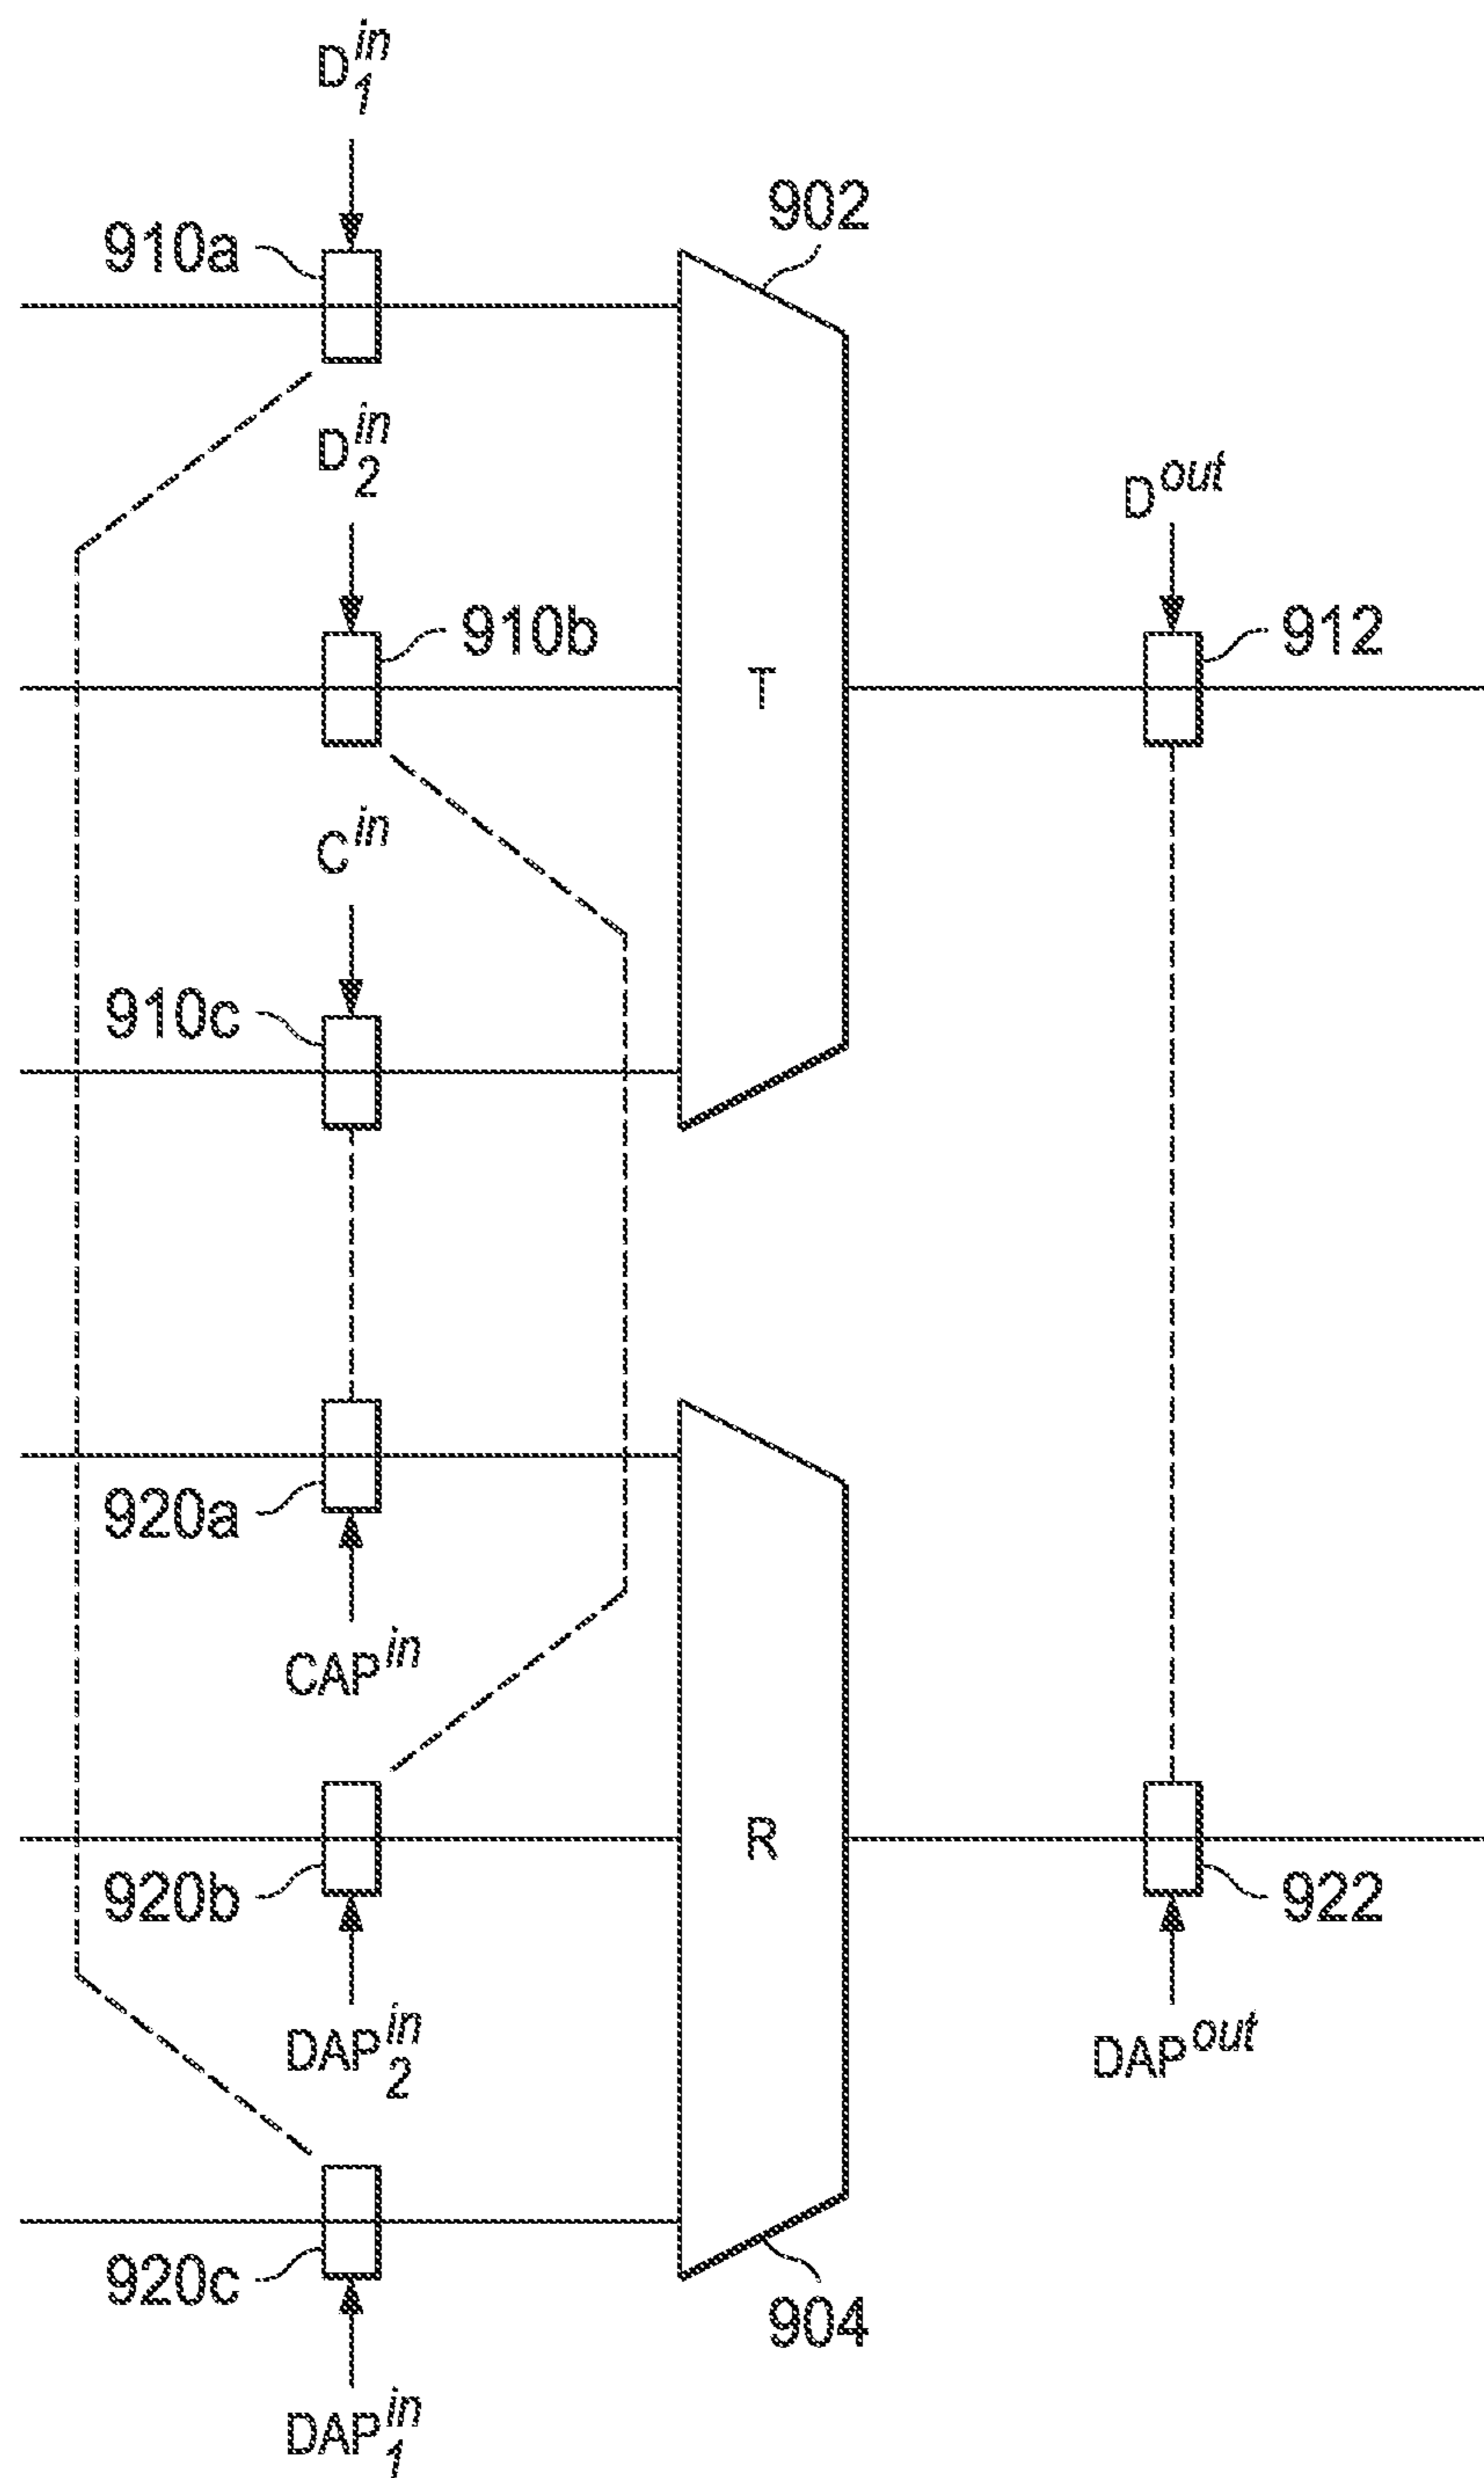 D₁ⁱⁿ
902
910a
D₂ⁱⁿ
Dᵒᵘᵗ
910b
912
T
Cⁱⁿ
910c
920a
CAPⁱⁿ
R
920b
922
DAP₂ⁱⁿ
DAPᵒᵘᵗ
920c
904
DAP₁ⁱⁿ